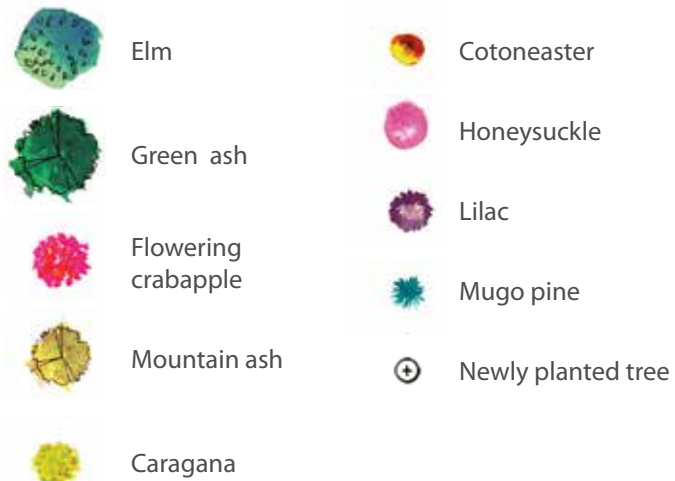 Elm
Green ash
Flowering
crabapple
Mountain ash
Caragana
Cotoneaster
Honeysuckle
Lilac
Mugo pine
Newly planted tree